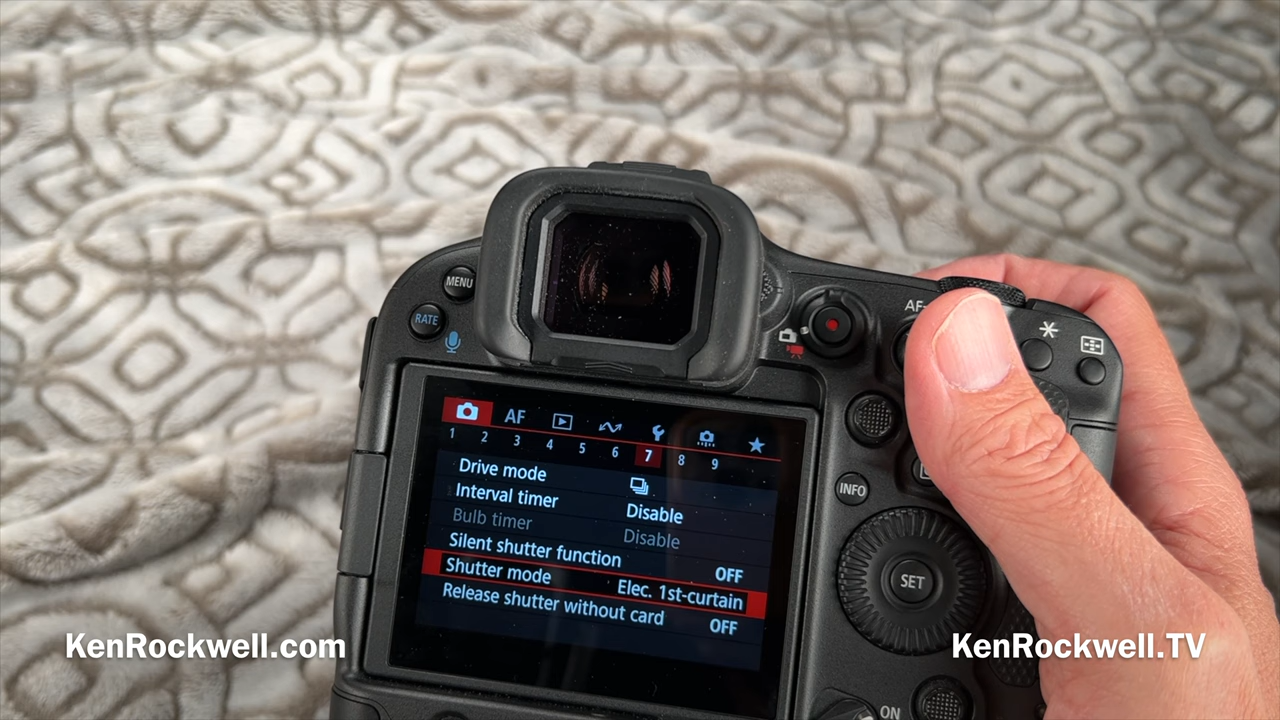 MENU
RATE
AF
AF
1 2 3 4 5 6 7 8 9
Drive mode
Interval timer Disable
Bulb timer Disable
Silent shutter function OFF
Shutter mode Elec. 1st-curtain
Release shutter without card OFF
INFO
SET
ON
KenRockwell.com
KenRockwell.TV